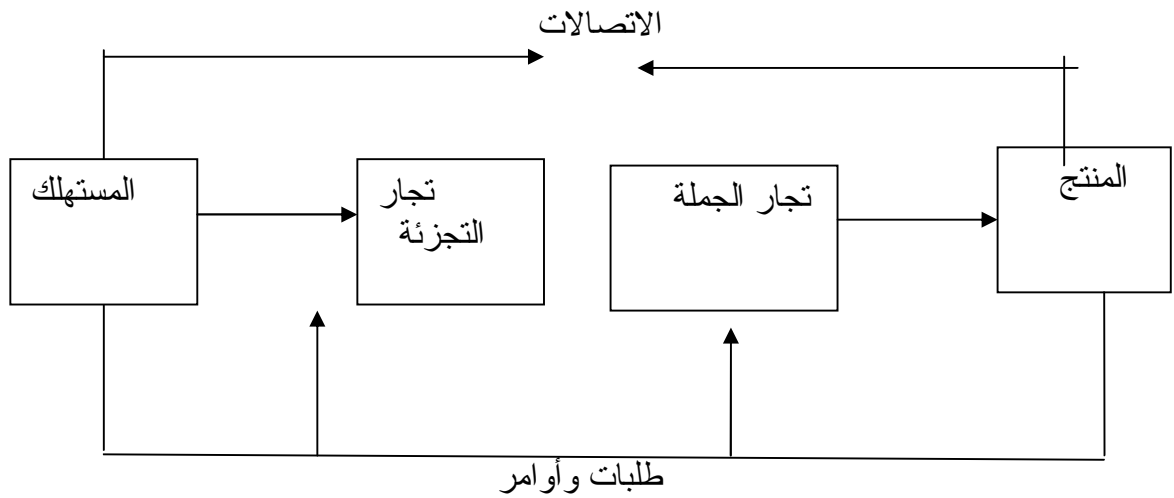 الاتصالات
المنتج
تجار الجملة
تجار
التجزئة
المستهلك
طلبات وأوامر